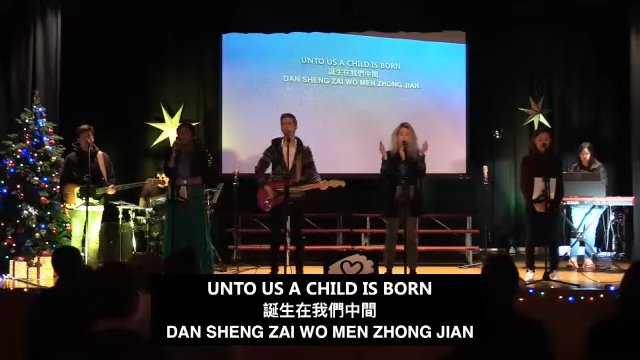 UNTO US A CHILD IS BORN
誕生在我們中間
DAN SHENG ZAI WO MEN ZHONG JIAN
UNTO US A CHILD IS BORN
誕生在我們中間
DAN SHENG ZAI WO MEN ZHONG JIAN